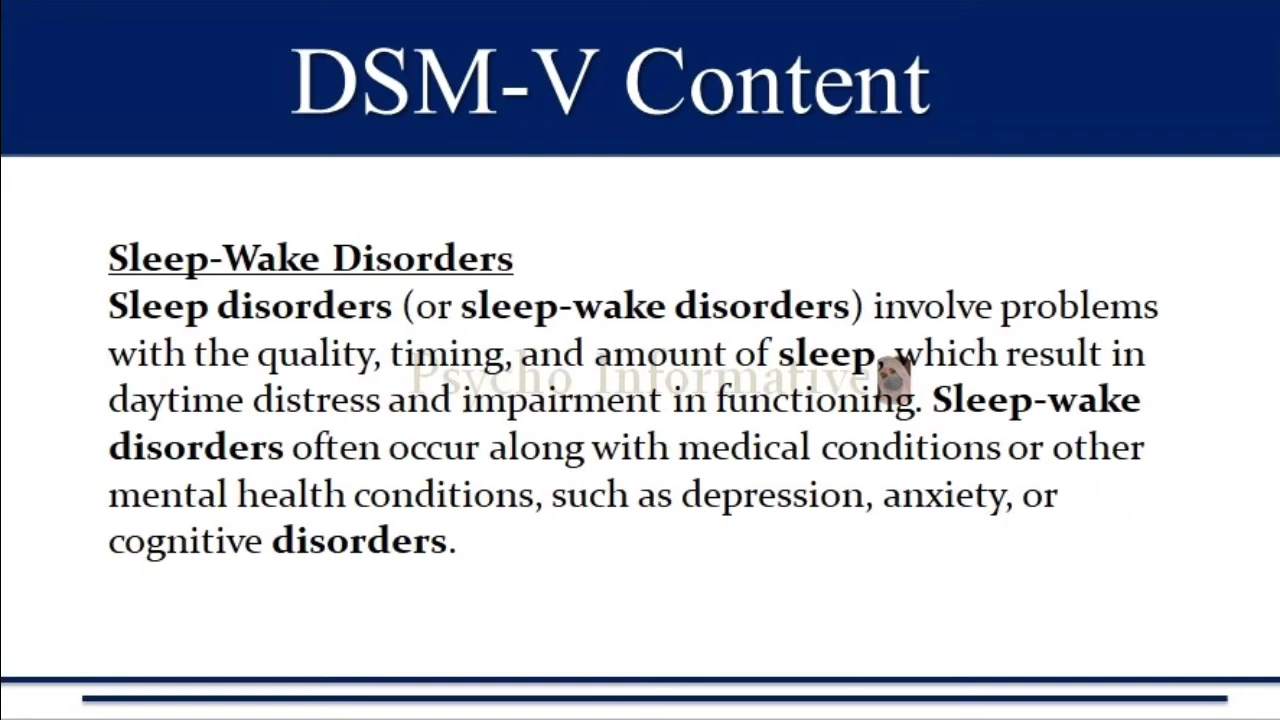 DSM-V Content
Sleep-Wake Disorders
Sleep disorders (or sleep-wake disorders) involve problems
with the quality, timing, and amount of sleep, which result in
Psycho Informative
daytime distress and impairment in functioning. Sleep-wake
disorders often occur along with medical conditions or other
mental health conditions, such as depression, anxiety, or
cognitive disorders.